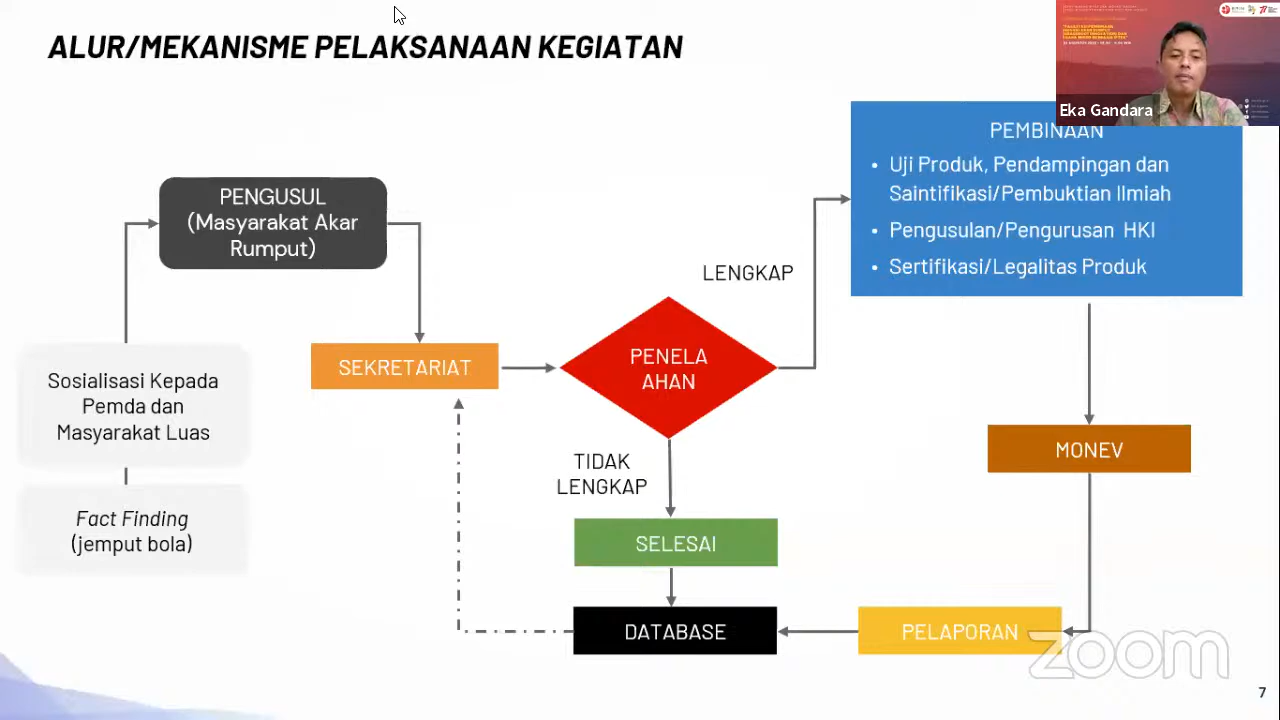 ALUR/MEKANISME PELAKSANAAN KEGIATAN
Eka Gandara
PENGUSUL
(Masyarakat Akar
Rumput)
PEMBINAAN
• Uji Produk, Pendampingan dan
Saintifikasi/Pembuktian Ilmiah
• Pengusulan/Pengurusan HKI
• Sertifikasi/Legalitas Produk
LENGKAP
SEKRETARIAT
PENELA
AHAN
Sosialisasi Kepada
Pemda dan
Masyarakat Luas
TIDAK
LENGKAP
MONEV
Fact Finding
(jemput bola)
SELESAI
DATABASE
PELAPORAN
zoom
7